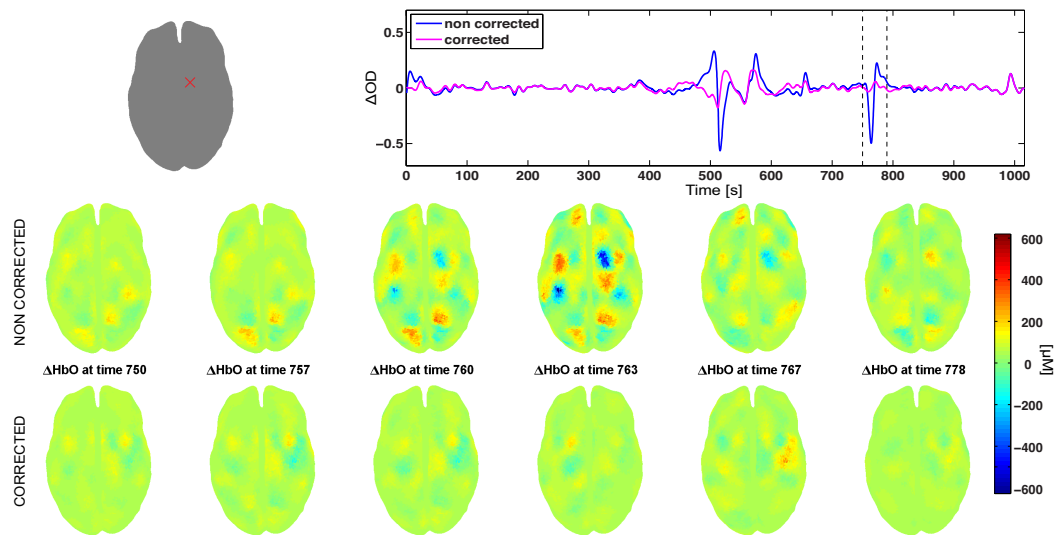 non corrected
corrected
0.5
0
−0.5
ΔOD
0 100 200 300 400 500 600 700 800 900 1000
Time [s]
NON CORRECTED
600
400
200
0
−200
−400
−600
[µM]
ΔHbO at time 750 ΔHbO at time 757 ΔHbO at time 760 ΔHbO at time 763 ΔHbO at time 767 ΔHbO at time 778
CORRECTED